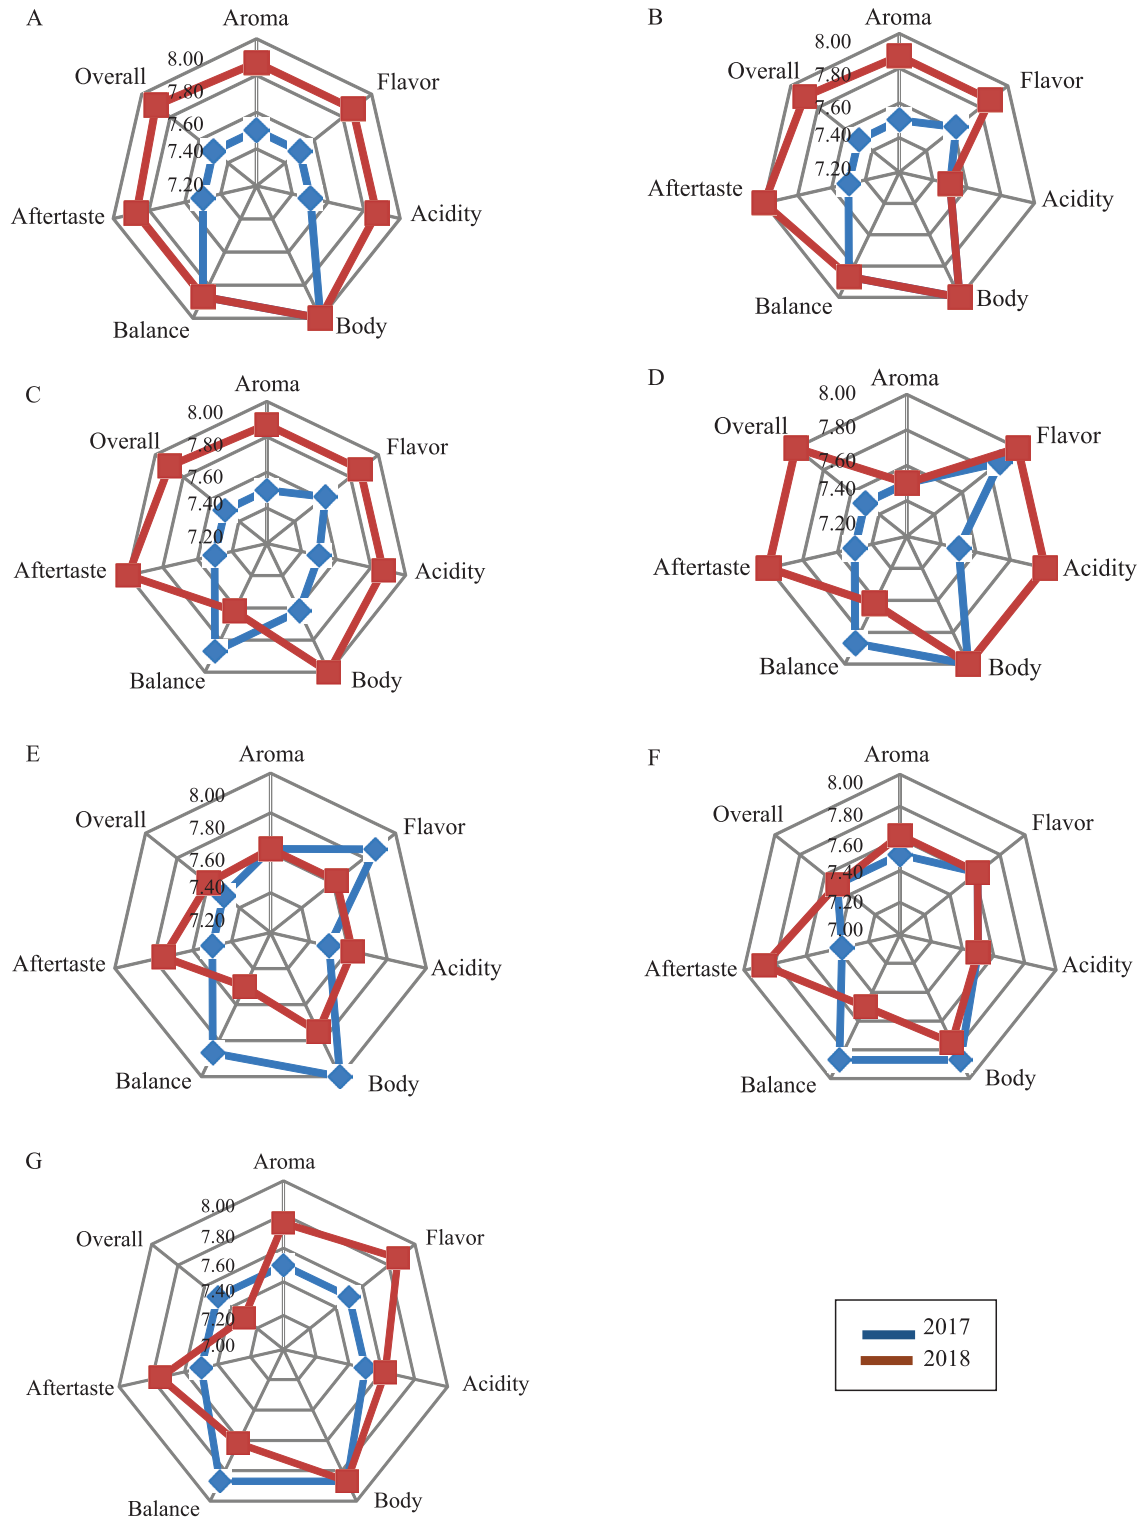 A
Aroma
8.00
7.80
7.60
7.40
7.20
Overall
Flavor
Aftertaste
Acidity
Balance
Body
B
Aroma
8.00
7.80
7.60
7.40
7.20
Overall
Flavor
Aftertaste
Acidity
Balance
Body
C
Aroma
8.00
7.80
7.60
7.40
7.20
Overall
Flavor
Aftertaste
Acidity
Balance
Body
D
Aroma
8.00
7.80
7.60
7.40
7.20
Overall
Flavor
Aftertaste
Acidity
Balance
Body
E
Aroma
8.00
7.80
7.60
7.40
7.20
Overall
Flavor
Aftertaste
Acidity
Balance
Body
F
Aroma
8.00
7.80
7.60
7.40
7.20
7.00
Overall
Flavor
Aftertaste
Acidity
Balance
Body
G
Aroma
8.00
7.80
7.60
7.40
7.20
7.00
Overall
Flavor
Aftertaste
Acidity
Balance
Body
2017
2018